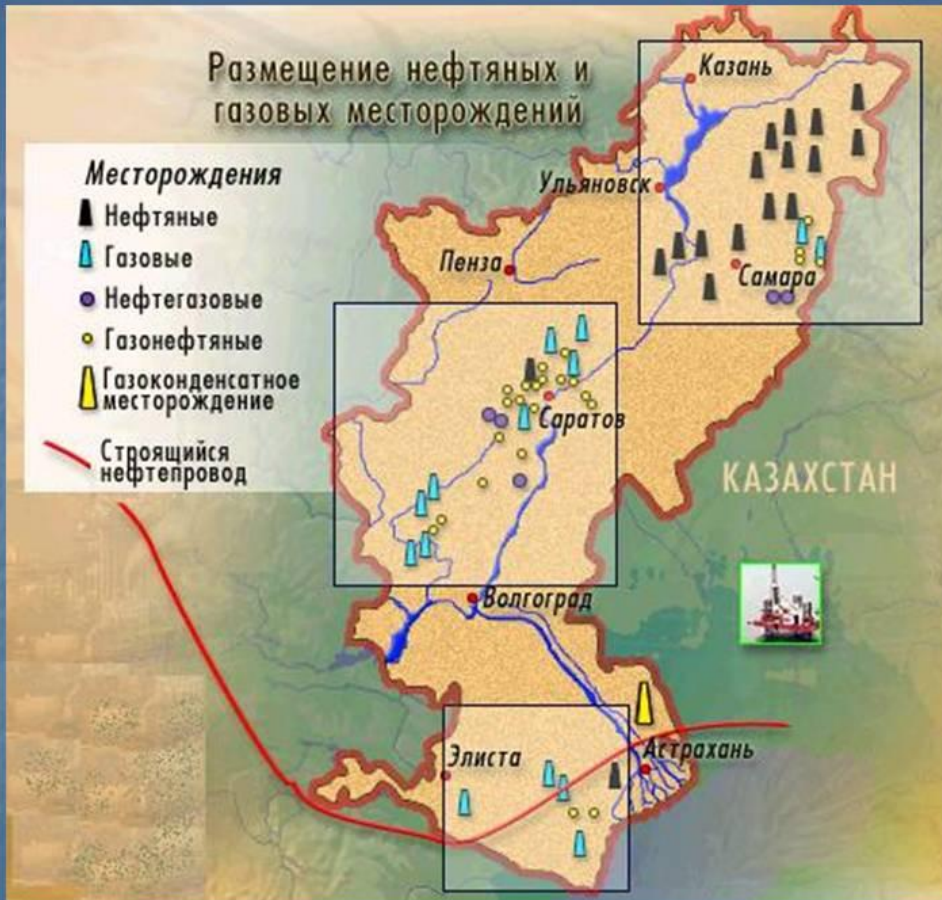 Размещение нефтяных и
газовых месторождений
Месторождения
Нефтяные
Газовые
Нефтегазовые
Газонефтяные
Газоконденсатное
месторождение
Строящийся
нефтепровод
Казань
Ульяновск
Пенза
Самара
Саратов
КАЗАХСТАН
Волгоград
Элиста
Астрахань